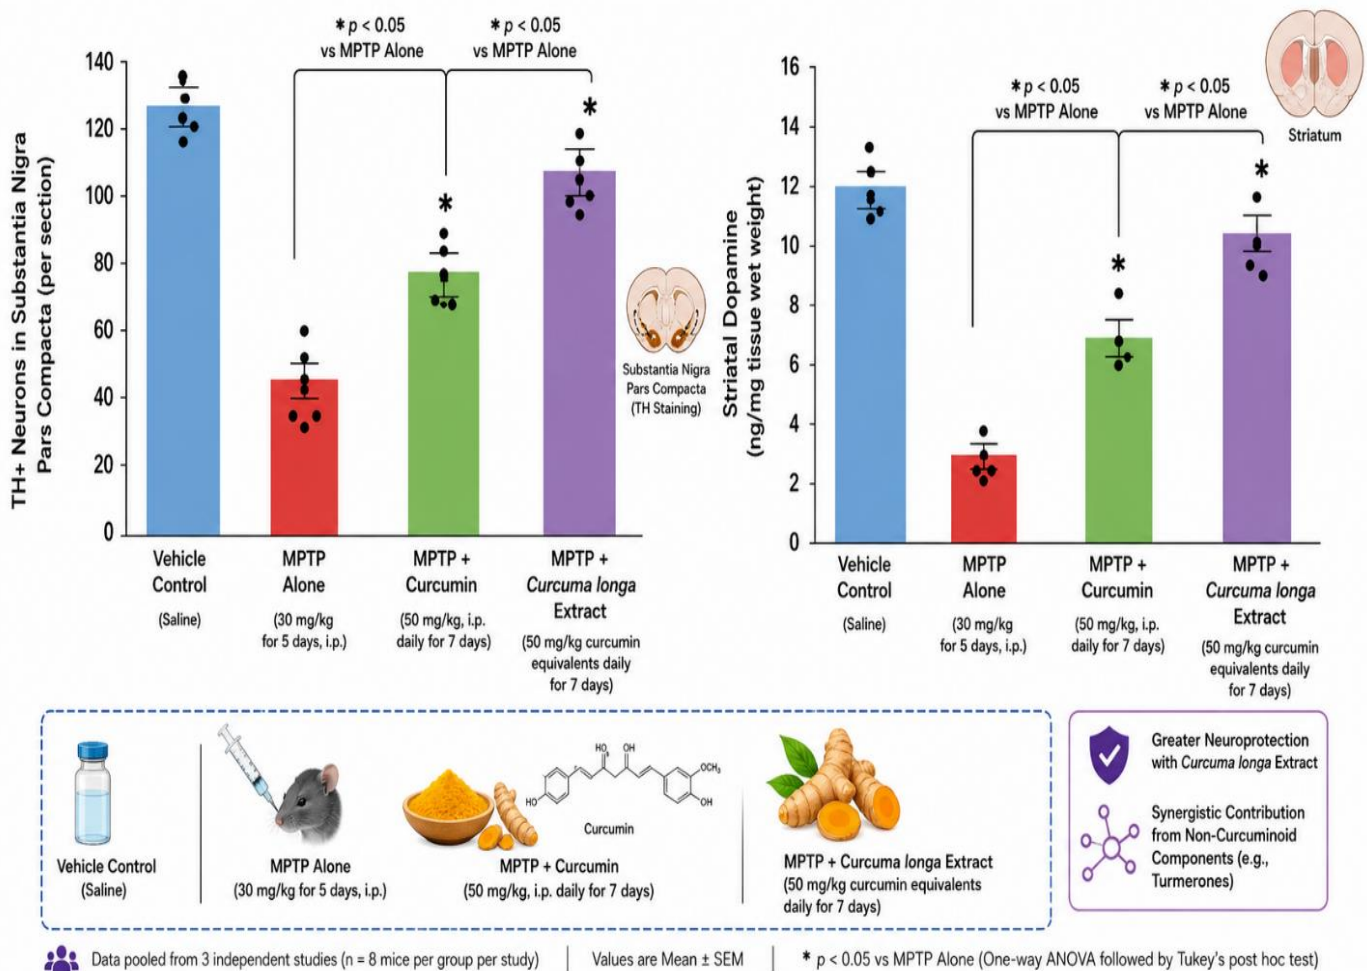 * p < 0.05
vs MPTP Alone
* p < 0.05
vs MPTP Alone
TH+ Neurons in Substantia Nigra
Pars Compacta (per section)
140
120
100
80
60
40
20
0
*
*
Substantia Nigra
Pars Compacta
(TH Staining)
Vehicle
Control
(Saline)
MPTP
Alone
(30 mg/kg
for 5 days, i.p.)
MPTP +
Curcumin
(50 mg/kg, i.p.
daily for 7 days)
MPTP +
Curcuma longa
Extract
(50 mg/kg curcumin
equivalents daily
for 7 days)
* p < 0.05
vs MPTP Alone
* p < 0.05
vs MPTP Alone
Striatum
Striatal Dopamine
(ng/mg tissue wet weight)
16
14
12
10
8
6
4
2
0
*
*
Vehicle
Control
(Saline)
MPTP
Alone
(30 mg/kg
for 5 days, i.p.)
MPTP +
Curcumin
(50 mg/kg, i.p.
daily for 7 days)
MPTP +
Curcuma longa
Extract
(50 mg/kg curcumin
equivalents daily
for 7 days)
Vehicle Control
(Saline)
MPTP Alone
(30 mg/kg for 5 days, i.p.)
HO OH
OCH₃
HO OH
Curcumin
MPTP + Curcumin
(50 mg/kg, i.p. daily for 7 days)
MPTP + Curcuma longa Extract
(50 mg/kg curcumin equivalents
daily for 7 days)
Greater Neuroprotection
with Curcuma longa Extract
Synergistic Contribution
from Non-Curcuminoid
Components (e.g.,
Turmerones)
Data pooled from 3 independent studies (n = 8 mice per group per study)
Values are Mean ± SEM
* p < 0.05 vs MPTP Alone (One-way ANOVA followed by Tukey's post hoc test)